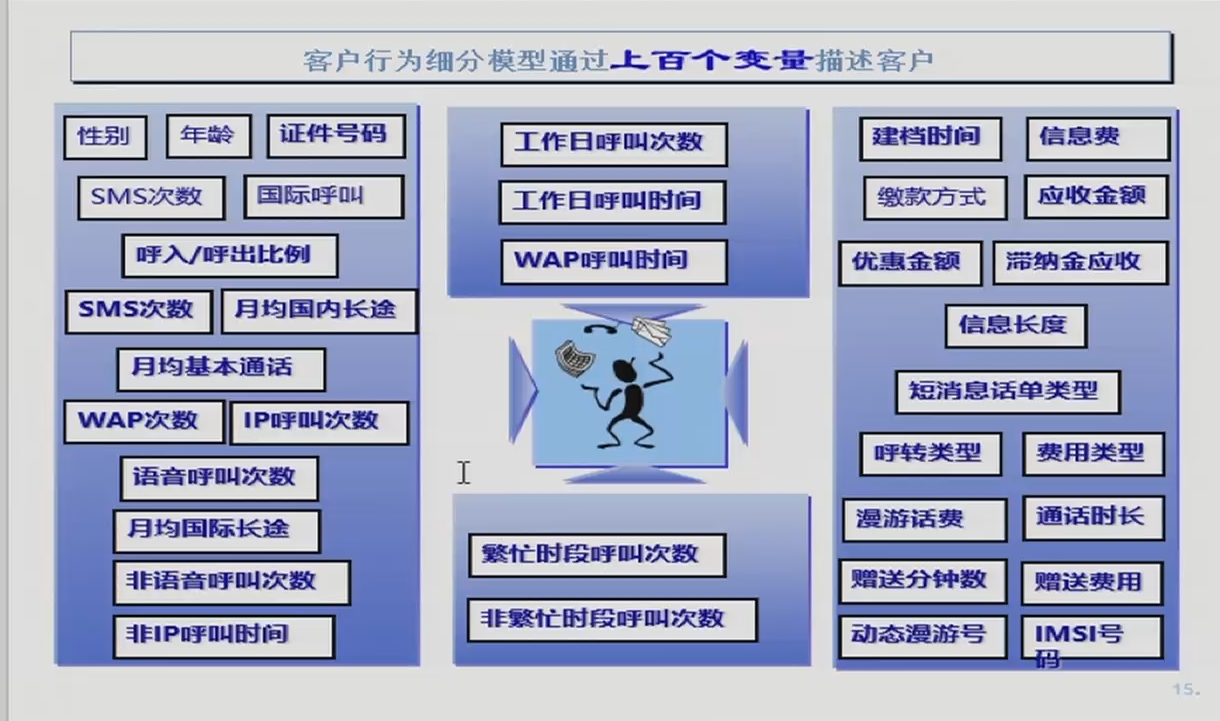 客户行为细分模型通过上百个变量描述客户
性别
年龄
证件号码
SMS次数
国际呼叫
呼入/呼出比例
SMS次数
月均国内长途
月均基本通话
WAP次数
IP呼叫次数
语音呼叫次数
月均国际长途
非语音呼叫次数
非IP呼叫时间
工作日呼叫次数
工作日呼叫时间
WAP呼叫时间
繁忙时段呼叫次数
非繁忙时段呼叫次数
建档时间
信息费
缴款方式
应收金额
优惠金额
滞纳金应收
信息长度
短消息话单类型
呼转类型
费用类型
漫游话费
通话时长
赠送分钟数
赠送费用
动态漫游号
IMSI号
码
15.